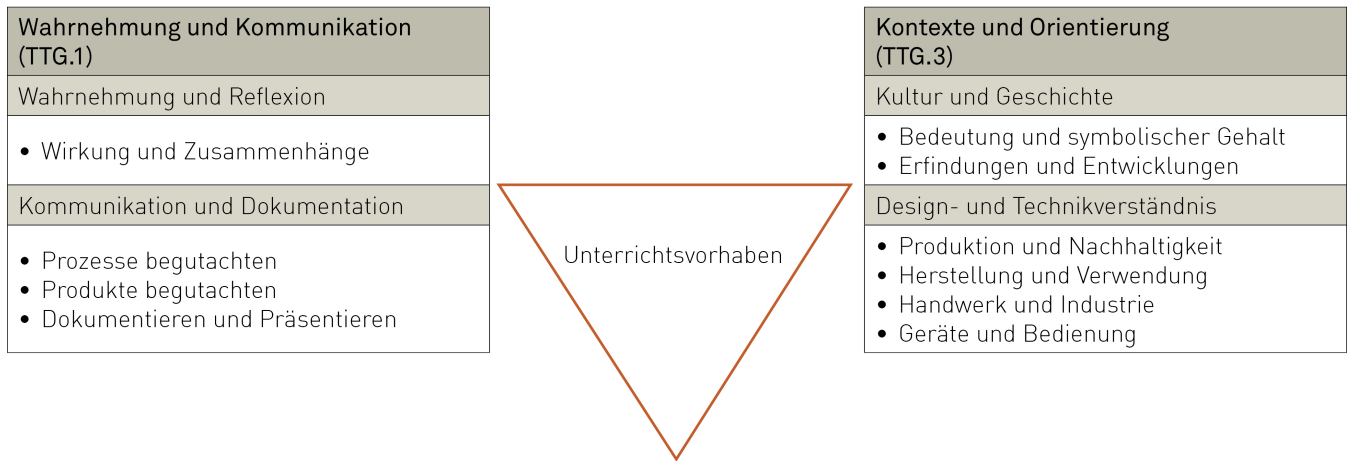 Wahrnehmung und Kommunikation
(TTG.1)
Wahrnehmung und Reflexion
• Wirkung und Zusammenhänge
Kommunikation und Dokumentation
• Prozesse begutachten
• Produkte begutachten
• Dokumentieren und Präsentieren
Unterrichtsvorhaben
Kontexte und Orientierung
(TTG.3)
Kultur und Geschichte
• Bedeutung und symbolischer Gehalt
• Erfindungen und Entwicklungen
Design- und Technikverständnis
• Produktion und Nachhaltigkeit
• Herstellung und Verwendung
• Handwerk und Industrie
• Geräte und Bedienung